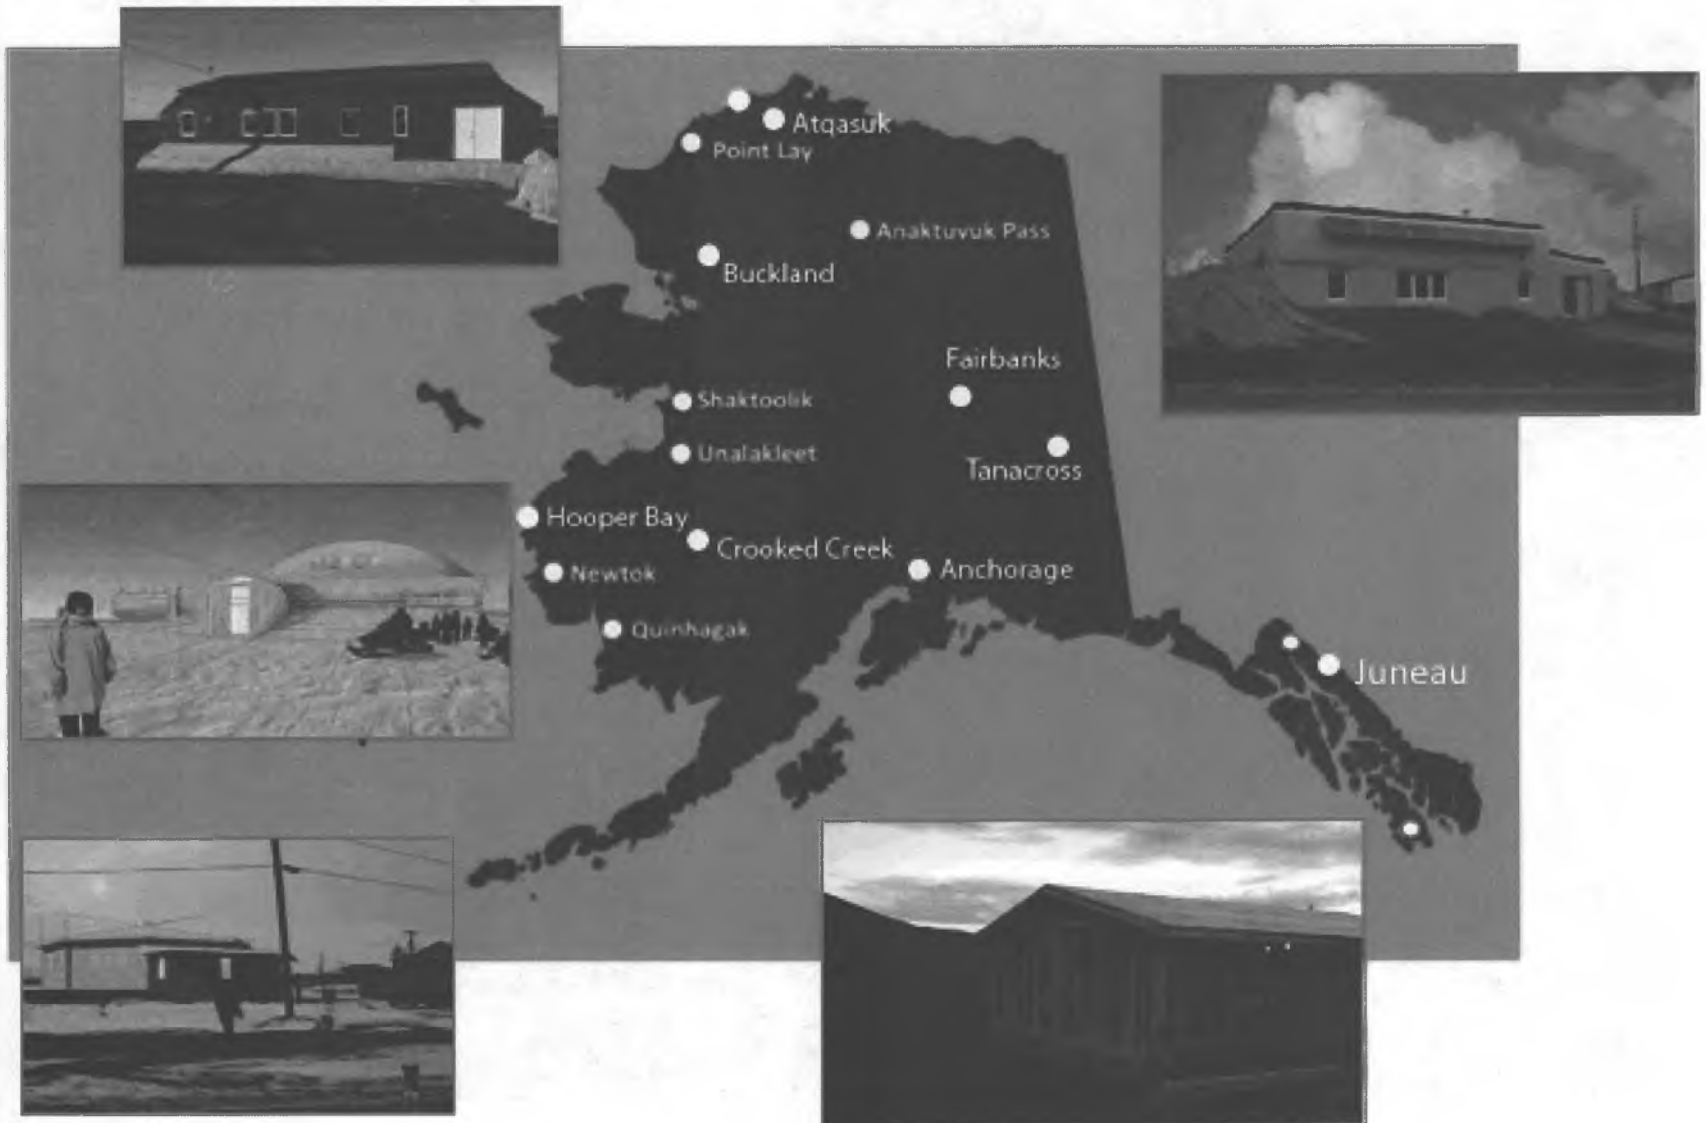 Atqasuk
Point Lay
Anaktuvuk Pass
Buckland
Fairbanks
Shaktoolik
Unalakleet
Tanacross
Hooper Bay
Crooked Creek
Newtok
Anchorage
Quinhagak
Juneau